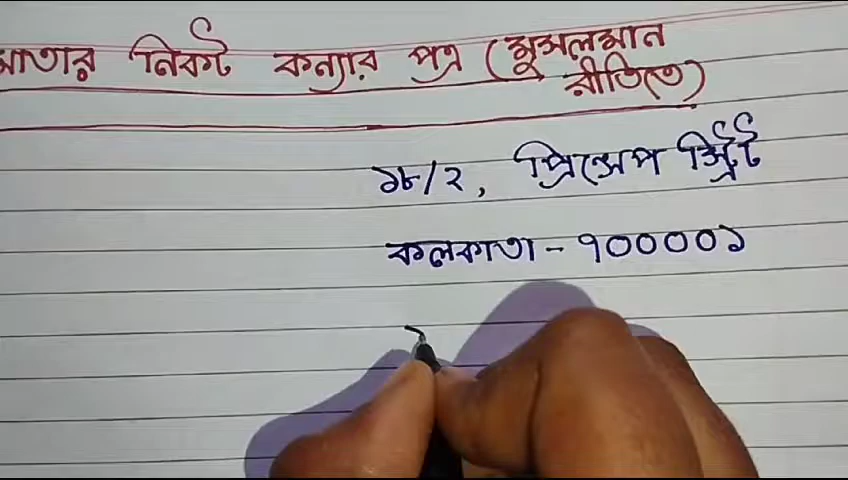 মাতার নিকট কন্যার পত্র (মুসলমান
রীতিতে)
১৮/২, প্রিন্সেপ স্ট্রিট
কলকাতা - ৭০০০০১